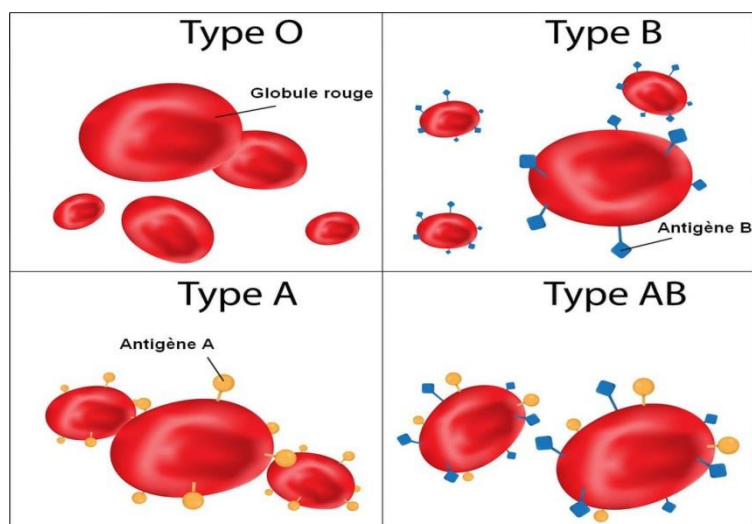 Type O
Globule rouge
Type B
Antigène B
Type A
Antigène A
Type AB